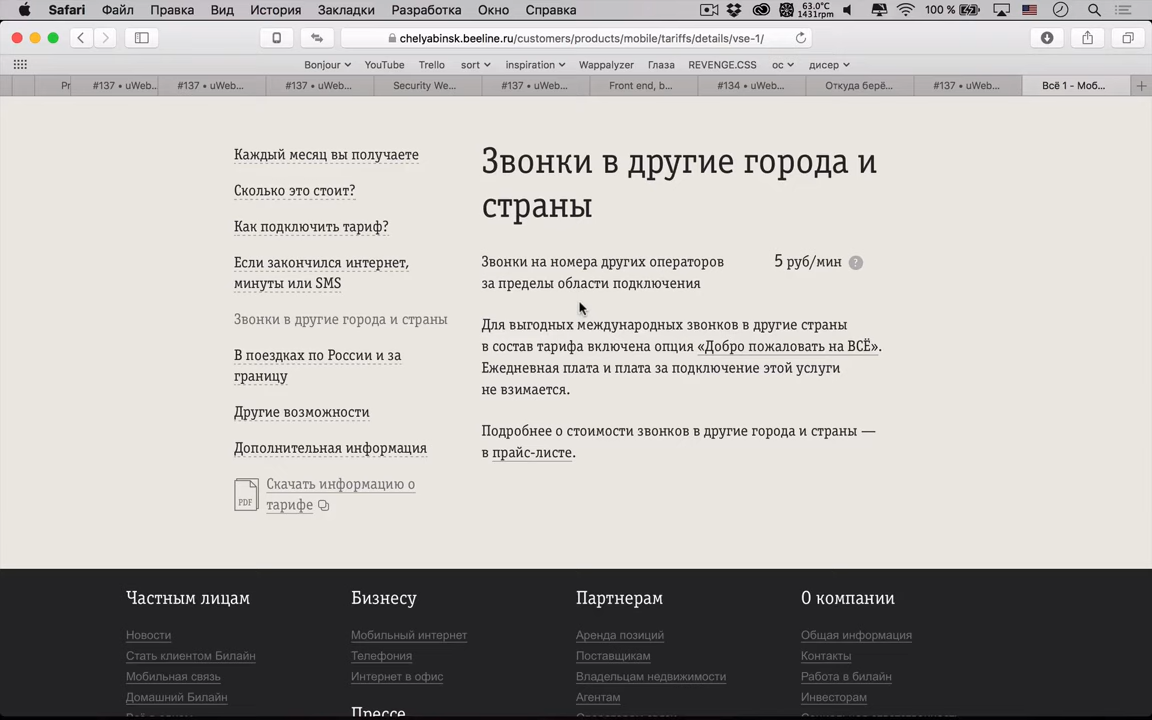 Safari Файл Правка Вид История Закладки Разработка Окно Справка 63.0°C 1431rpm 100 %
chelyabinsk.beeline.ru/customers/products/mobile/tariffs/details/vse-1/
Bonjour YouTube Trello sort inspiration Wappalyzer Глаза REVENGE.CSS ос дисер
Pr #137 • uWeb... #137 • uWeb... #137 • uWeb... Security We... #137 • uWeb... Front end, b... #134 • uWeb... Откуда берё... #137 • uWeb... Всё 1 - Моб...
Каждый месяц вы получаете
Сколько это стоит?
Как подключить тариф?
Если закончился интернет,
минуты или SMS
Звонки в другие города и страны
В поездках по России и за
границу
Другие возможности
Дополнительная информация
PDF
Скачать информацию о
тарифе
Звонки в другие города и
страны
Звонки на номера других операторов
за пределы области подключения
5 руб/мин ?
Для выгодных международных звонков в другие страны
в состав тарифа включена опция «Добро пожаловать на ВСЁ».
Ежедневная плата и плата за подключение этой услуги
не взимается.
Подробнее о стоимости звонков в другие города и страны —
в прайс-листе.
Частным лицам
Новости
Стать клиентом Билайн
Мобильная связь
Домашний Билайн
Бизнесу
Мобильный интернет
Телефония
Интернет в офис
Прессе
Партнерам
Аренда позиций
Поставщикам
Владельцам недвижимости
Агентам
О компании
Общая информация
Контакты
Работа в билайн
Инвесторам